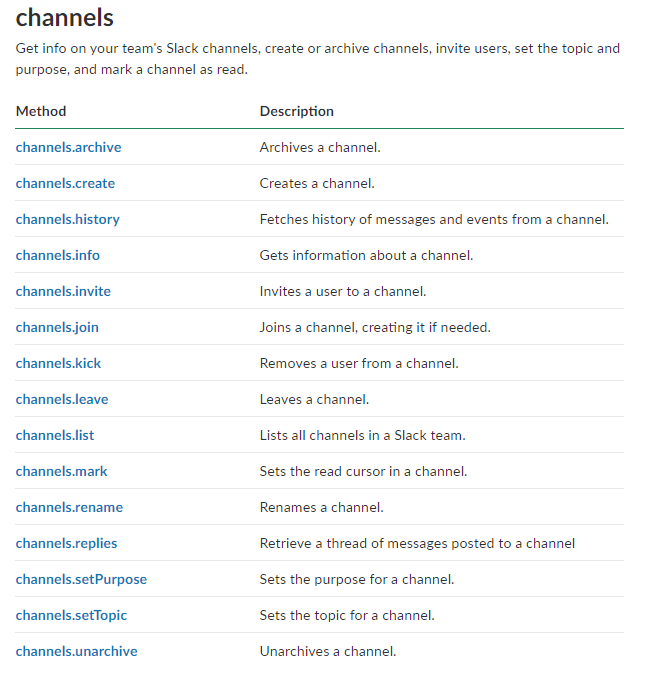 channels
Get info on your team's Slack channels, create or archive channels, invite users, set the topic and
purpose, and mark a channel as read.
Method Description
channels.archive Archives a channel.
channels.create Creates a channel.
channels.history Fetches history of messages and events from a channel.
channels.info Gets information about a channel.
channels.invite Invites a user to a channel.
channels.join Joins a channel, creating it if needed.
channels.kick Removes a user from a channel.
channels.leave Leaves a channel.
channels.list Lists all channels in a Slack team.
channels.mark Sets the read cursor in a channel.
channels.rename Renames a channel.
channels.replies Retrieve a thread of messages posted to a channel
channels.setPurpose Sets the purpose for a channel.
channels.setTopic Sets the topic for a channel.
channels.unarchive Unarchives a channel.